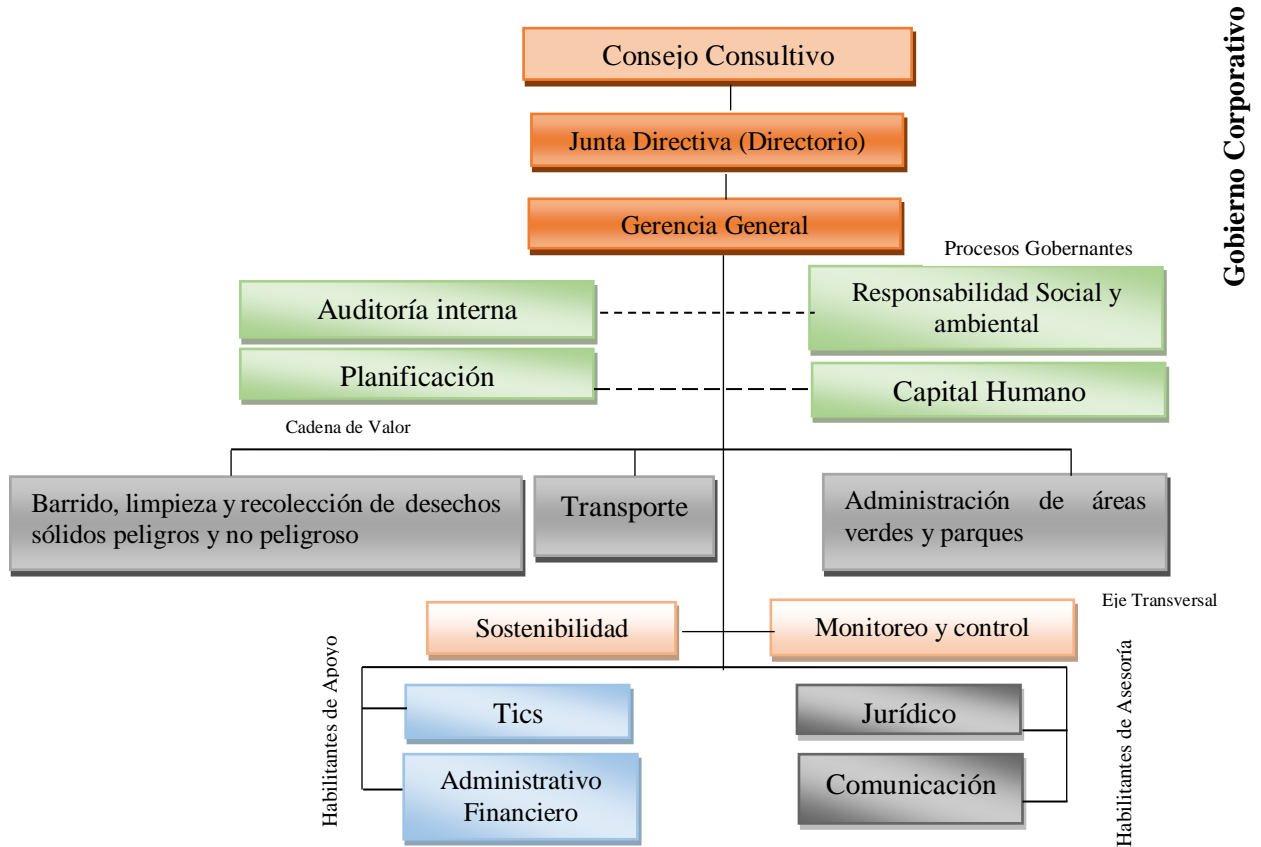 Gobierno Corporativo
Consejo Consultivo
Junta Directiva (Directorio)
Gerencia General
Procesos Gobernantes
Auditoría interna
Responsabilidad Social y
ambiental
Planificación
Capital Humano
Cadena de Valor
Barrido, limpieza y recolección de desechos
sólidos peligros y no peligroso
Transporte
Administración de áreas
verdes y parques
Eje Transversal
Sostenibilidad
Monitoreo y control
Habilitantes de Apoyo
Tics
Administrativo
Financiero
Jurídico
Comunicación
Habilitantes de Asesoría